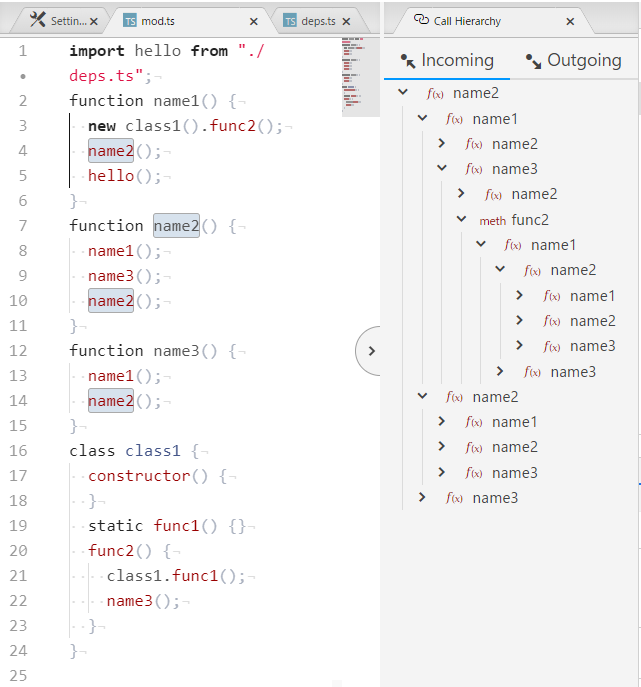 Settin...
mod.ts
deps.ts
1 import hello from "./
deps.ts";
2 function name1() {
3 new class1().func2();
4 name2();
5 hello();
6 }
7 function name2() {
8 name1();
9 name3();
10 name2();
11 }
12 function name3() {
13 name1();
14 name2();
15 }
16 class class1 {
17 constructor() {
18 }
19 static func1() {}
20 func2() {
21 class1.func1();
22 name3();
23 }
24 }
25
Call Hierarchy
Incoming
Outgoing
f(x) name2
f(x) name1
f(x) name2
f(x) name3
f(x) name2
meth func2
f(x) name1
f(x) name2
f(x) name1
f(x) name2
f(x) name3
f(x) name3
f(x) name2
f(x) name1
f(x) name2
f(x) name3
f(x) name3